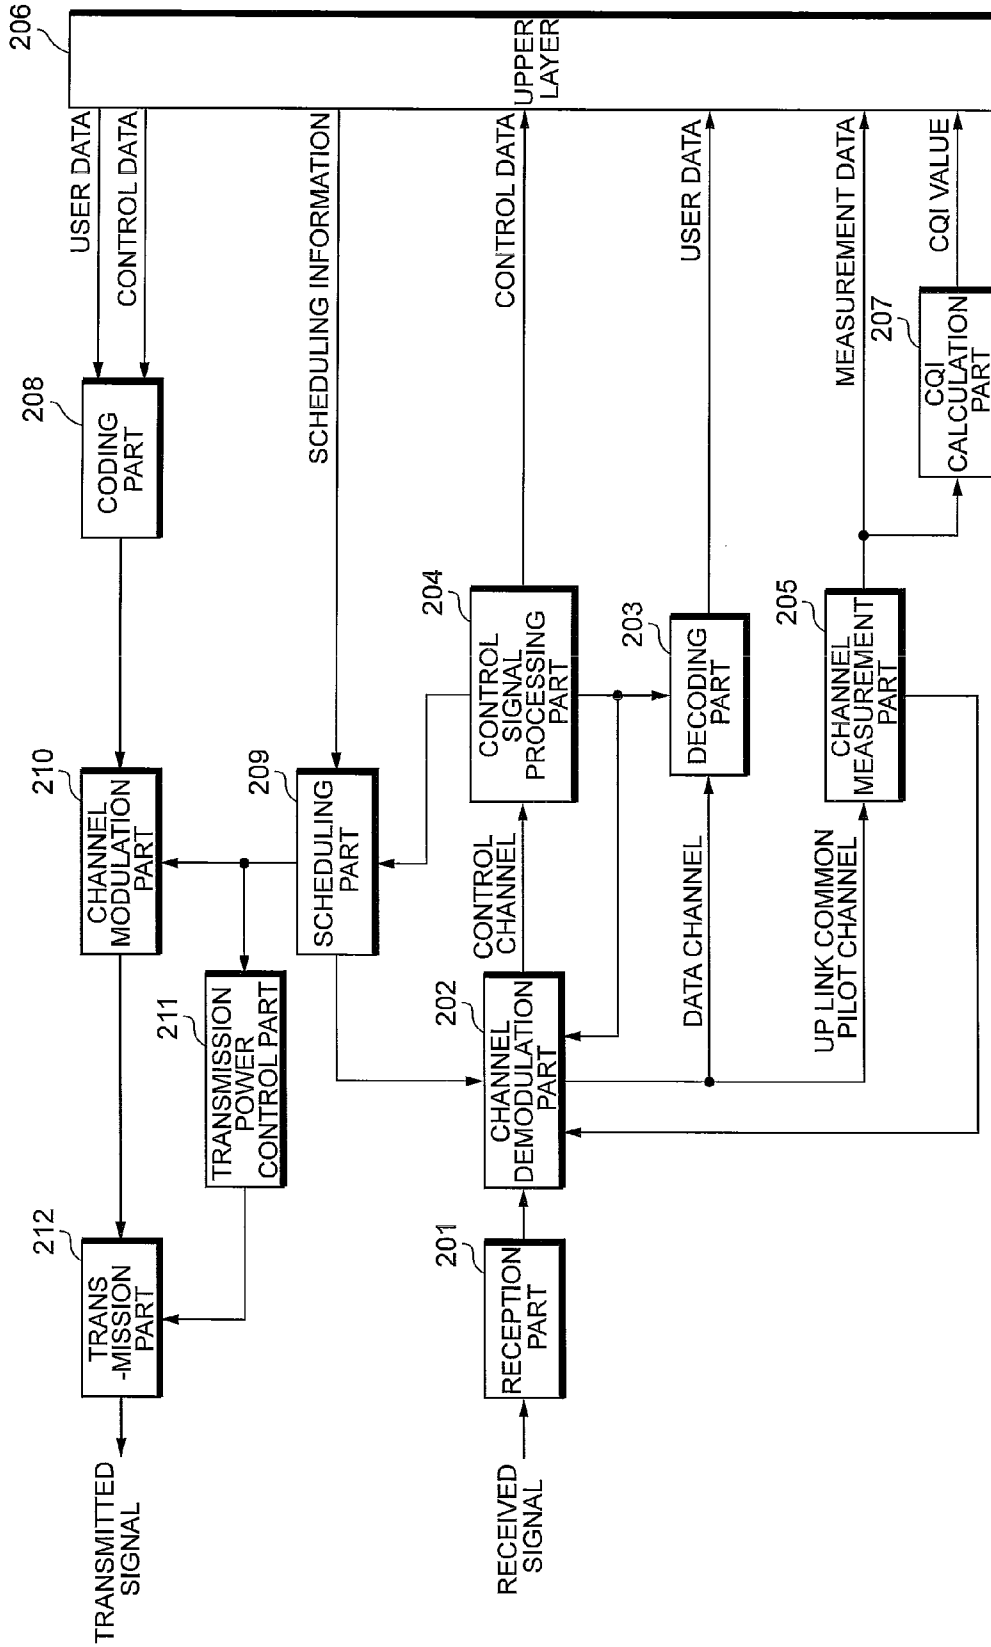 206
UPPER
LAYER
USER DATA
CONTROL DATA
SCHEDULING INFORMATION
CONTROL DATA
USER DATA
MEASUREMENT DATA
CQI VALUE
208
CODING
PART
207
CQI
CALCULATION
PART
210
CHANNEL
MODULATION
PART
209
SCHEDULING
PART
204
CONTROL
SIGNAL
PROCESSING
PART
203
DECODING
PART
205
CHANNEL
MEASUREMENT
PART
211
TRANSMISSION
POWER
CONTROL PART
202
CHANNEL
DEMODULATION
PART
CONTROL
CHANNEL
DATA CHANNEL
UP LINK COMMON
PILOT CHANNEL
212
TRANS
-MISSION
PART
201
RECEPTION
PART
TRANSMITTED
SIGNAL
RECEIVED
SIGNAL